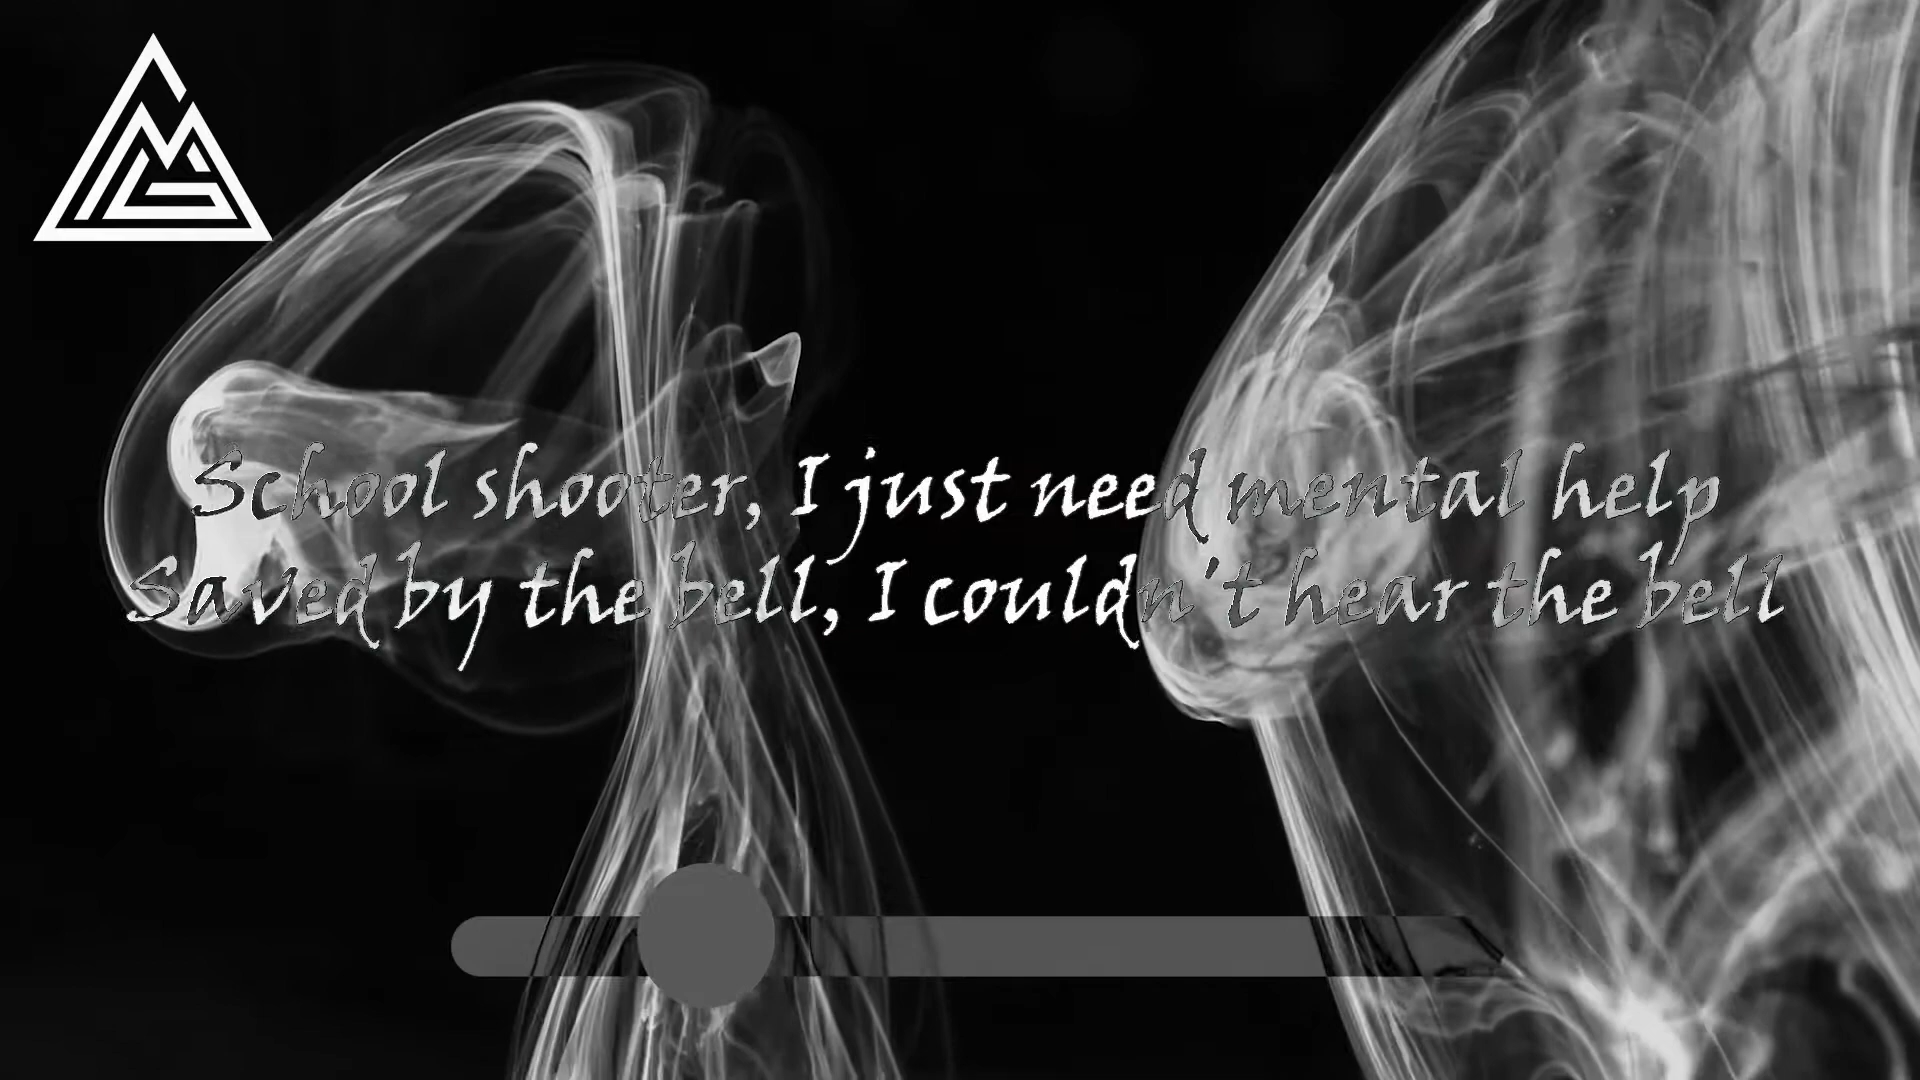 School shooter, I just need mental help
Saved by the bell, I couldn't hear the bell